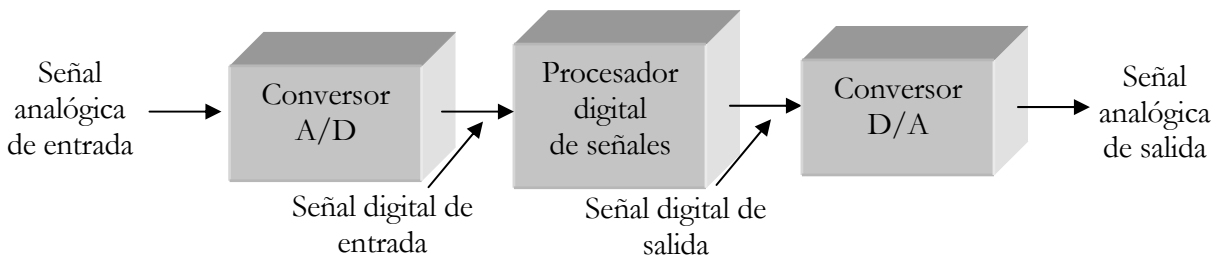 Señal
analógica
de entrada
Conversor
A/D
Señal digital de
entrada
Procesador
digital
de señales
Señal digital de
salida
Conversor
D/A
Señal
analógica
de salida